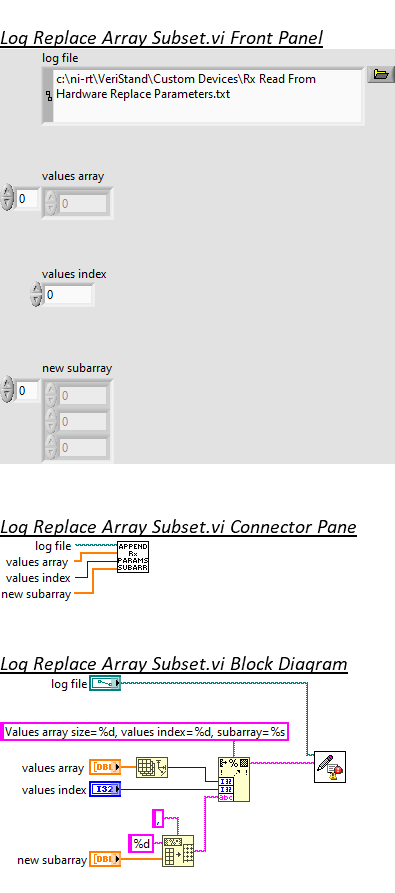 Log Replace Array Subset.vi Front Panel
log file
c:\ni-rt\VeriStand\Custom Devices\Rx Read From
Hardware Replace Parameters.txt
values array
0
0
values index
0
new subarray
0
0
0
0
Log Replace Array Subset.vi Connector Pane
log file
values array
values index
new subarray
APPEND
Rx
PARAMS
SUBARR
Log Replace Array Subset.vi Block Diagram
log file
Values array size=%d, values index=%d, subarray=%s
values array
DBL
values index
I32
I32
I32
abc
,
%d
new subarray
DBL